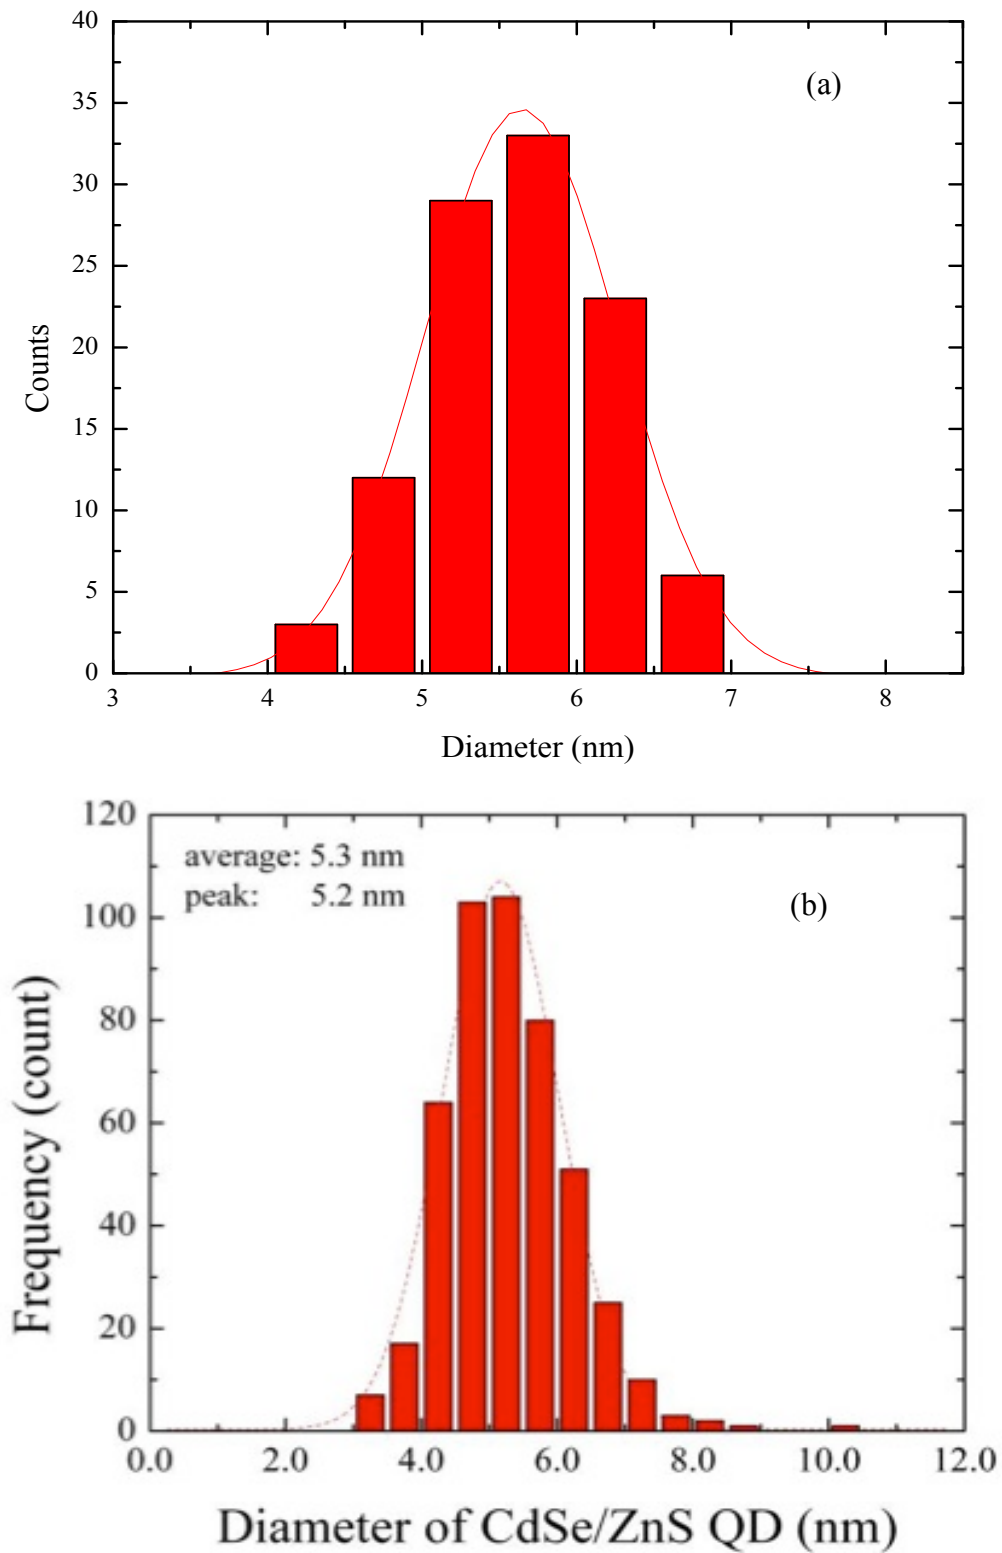 40
(a)
35
30
25
20
15
10
5
0
Counts
3 4 5 6 7 8
Diameter (nm)
120
average: 5.3 nm
peak: 5.2 nm
(b)
100
80
60
40
20
0
Frequency (count)
0.0 2.0 4.0 6.0 8.0 10.0 12.0
Diameter of CdSe/ZnS QD (nm)